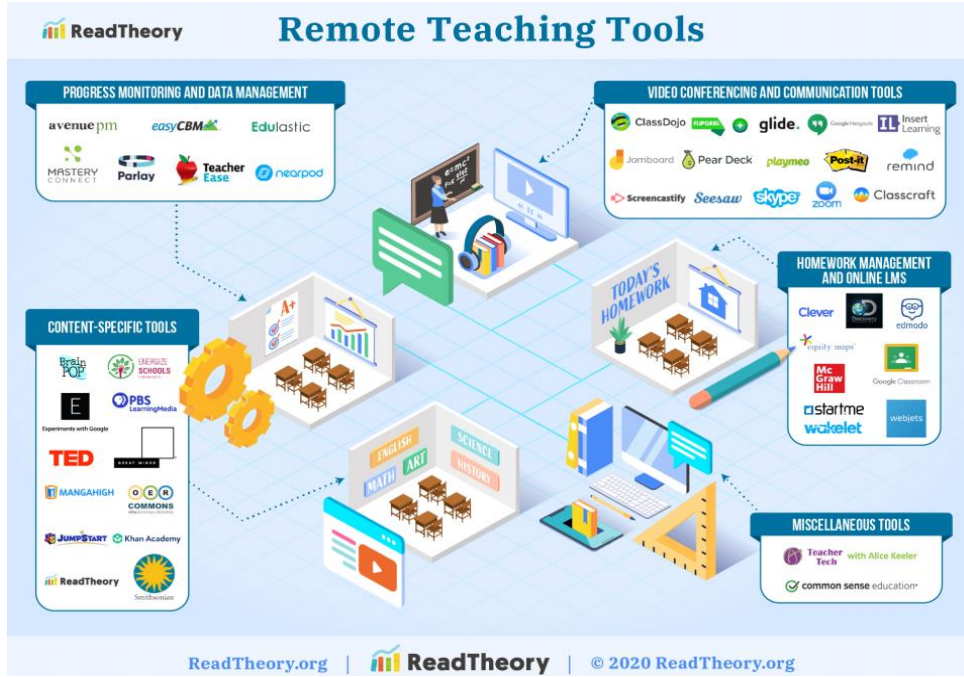 ReadTheory
Remote Teaching Tools
PROGRESS MONITORING AND DATA MANAGEMENT
avenue pm
easyCBM
Edulastic
MASTERY
CONNECT
Parlay
Teacher
Ease
nearpod
VIDEO CONFERENCING AND COMMUNICATION TOOLS
ClassDojo
FLIPGRID
glide.
Google Hangouts
IL Insert
Learning
Jamboard
Pear Deck
playmeo
Post-it
remind
Screencastify
Seesaw
skype
zoom
Classcraft
e=mc²
HOMEWORK MANAGEMENT
AND ONLINE LMS
Clever
Discovery
edmodo
equity maps
Mc
Graw
Hill
Google Classroom
startme
wakelet
webjets
TODAY'S
HOMEWORK
A+
CONTENT-SPECIFIC TOOLS
Brain
POP
ENERGIZE
SCHOOLS
E
Experiments with Google
PBS
LearningMedia
TED
GREAT MINDS
MANGAHIGH
OER
COMMONS
JUMPSTART
Khan Academy
ReadTheory
Smithsonian
ENGLISH
MATH
ART
SCIENCE
HISTORY
MISCELLANEOUS TOOLS
Teacher
Tech
with Alice Keeler
common sense education
ReadTheory.org | ReadTheory | © 2020 ReadTheory.org